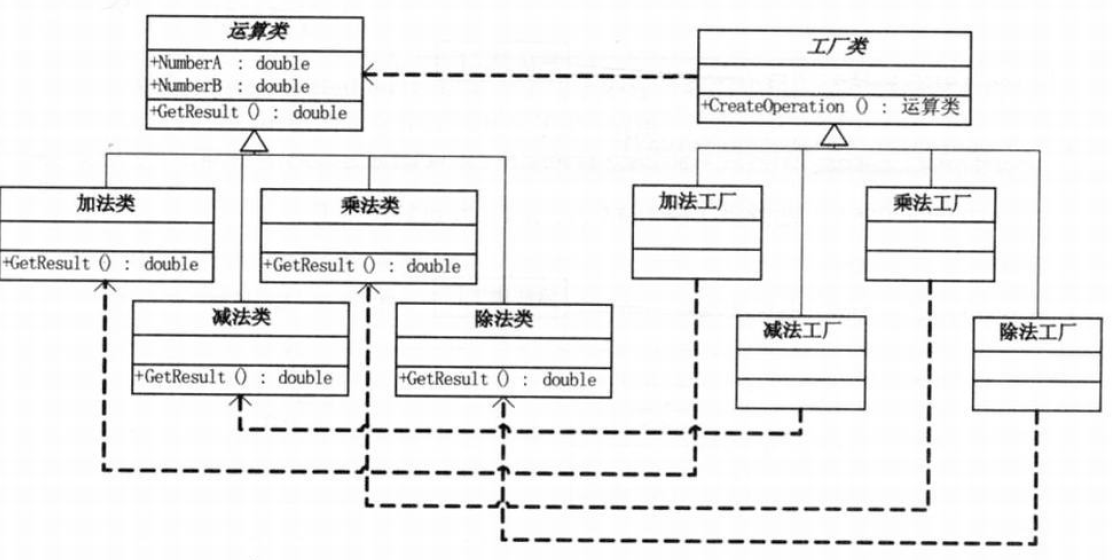 运算类
+NumberA : double
+NumberB : double
+GetResult () : double
工厂类
+CreateOperation () : 运算类
加法类
+GetResult () : double
乘法类
+GetResult () : double
加法工厂
乘法工厂
减法类
+GetResult () : double
除法类
+GetResult () : double
减法工厂
除法工厂